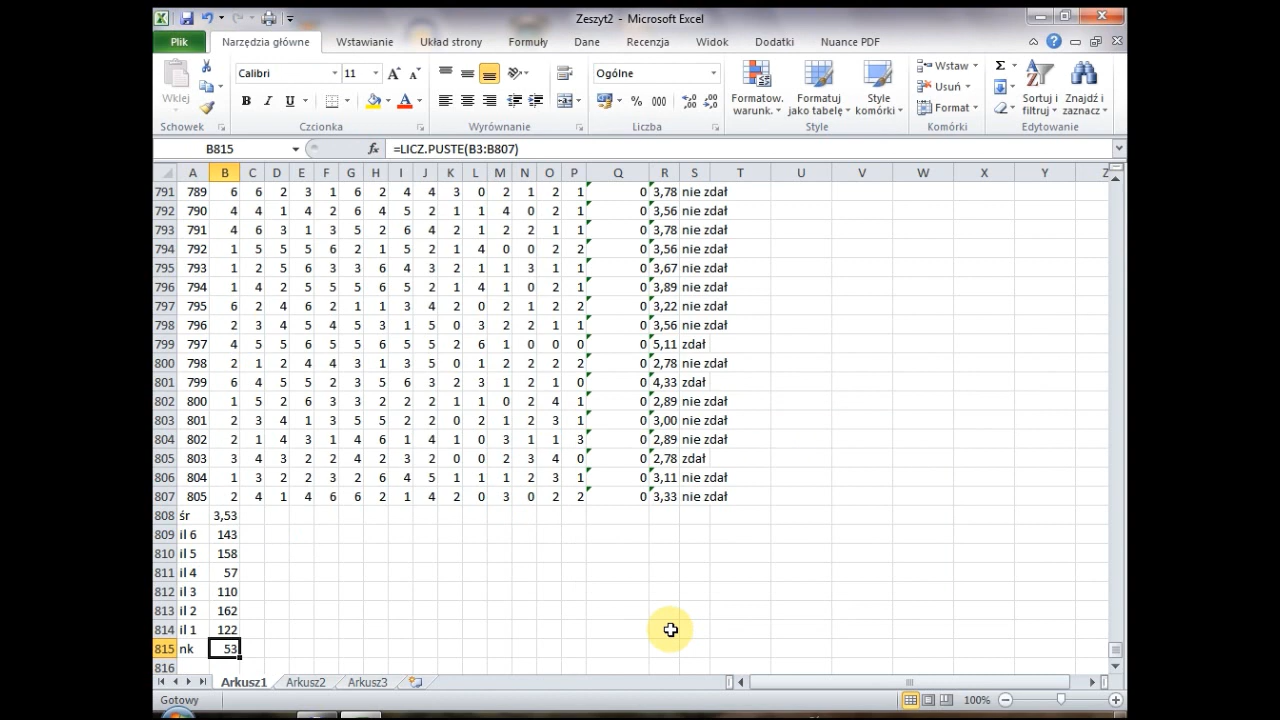 Zeszyt2 - Microsoft Excel
Plik Narzędzia główne Wstawianie Układ strony Formuły Dane Recenzja Widok Dodatki Nuance PDF
Wklej Calibri 11 Ogólne Formatow. warunk. Formatuj jako tabelę Style komórki Wstaw Usuń Format Sortuj i filtruj Znajdź i zaznacz
Schowek Czcionka Wyrównanie Liczba Style Komórki Edytowanie
B815 fx =LICZ.PUSTE(B3:B807)
A B C D E F G H I J K L M N O P Q R S T U V W X Y Z
791 789 6 6 2 3 1 6 2 4 4 3 0 2 1 2 1 0 3,78 nie zdał
792 790 4 4 1 4 2 6 4 5 2 1 1 4 0 2 1 0 3,56 nie zdał
793 791 4 6 3 1 3 5 2 6 4 2 1 2 2 1 1 0 3,78 nie zdał
794 792 1 5 5 5 6 2 1 5 2 1 4 0 0 2 2 0 3,56 nie zdał
795 793 1 2 5 6 3 3 6 4 3 2 1 1 3 1 1 0 3,67 nie zdał
796 794 1 4 2 5 5 5 6 5 2 1 4 1 0 2 1 0 3,89 nie zdał
797 795 6 2 4 6 2 1 1 3 4 2 0 2 1 2 2 0 3,22 nie zdał
798 796 2 3 4 5 4 5 3 1 5 0 3 2 2 1 1 0 3,56 nie zdał
799 797 4 5 5 6 5 5 6 5 5 2 6 1 0 0 0 0 5,11 zdał
800 798 2 1 2 4 4 3 1 3 5 0 1 2 2 2 2 0 2,78 nie zdał
801 799 6 4 5 5 2 3 5 6 3 2 3 1 2 1 0 0 4,33 zdał
802 800 1 5 2 6 3 3 2 2 2 1 1 0 2 4 1 0 2,89 nie zdał
803 801 2 3 4 1 3 5 5 2 2 0 2 1 2 3 1 0 3,00 nie zdał
804 802 2 1 4 3 1 4 6 1 4 1 0 3 1 1 3 0 2,89 nie zdał
805 803 3 4 3 2 2 4 2 3 2 0 0 2 3 4 0 0 2,78 zdał
806 804 1 3 2 2 3 2 6 4 5 1 1 1 2 3 1 0 3,11 nie zdał
807 805 2 4 1 4 6 6 2 1 4 2 0 3 0 2 2 0 3,33 nie zdał
808 śr 3,53
809 il 6 143
810 il 5 158
811 il 4 57
812 il 3 110
813 il 2 162
814 il 1 122
815 nk 53
816
Arkusz1 Arkusz2 Arkusz3
Gotowy 100%